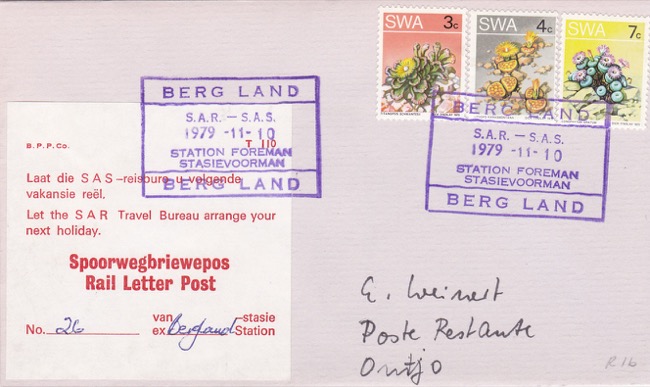 SWA 3c
SWA 4c
SWA 7c
BERG LAND
S.A.R. – S.A.S.
1979 -11- 10
STATION FOREMAN
STASIEVOORMAN
BERG LAND
BERG LAND
S.A.R. – S.A.S.
1979 -11- 10
STATION FOREMAN
STASIEVOORMAN
BERG LAND
B.P.P.Co.
T 110
Laat die SAS-reisburo u volgende
vakansie reël.
Let the SAR Travel Bureau arrange your
next holiday.
Spoorwegbriewepos
Rail Letter Post
No. 26
van -stasie
ex Bergland Station
E. Weinert
Poste Restante
Outjo
R16